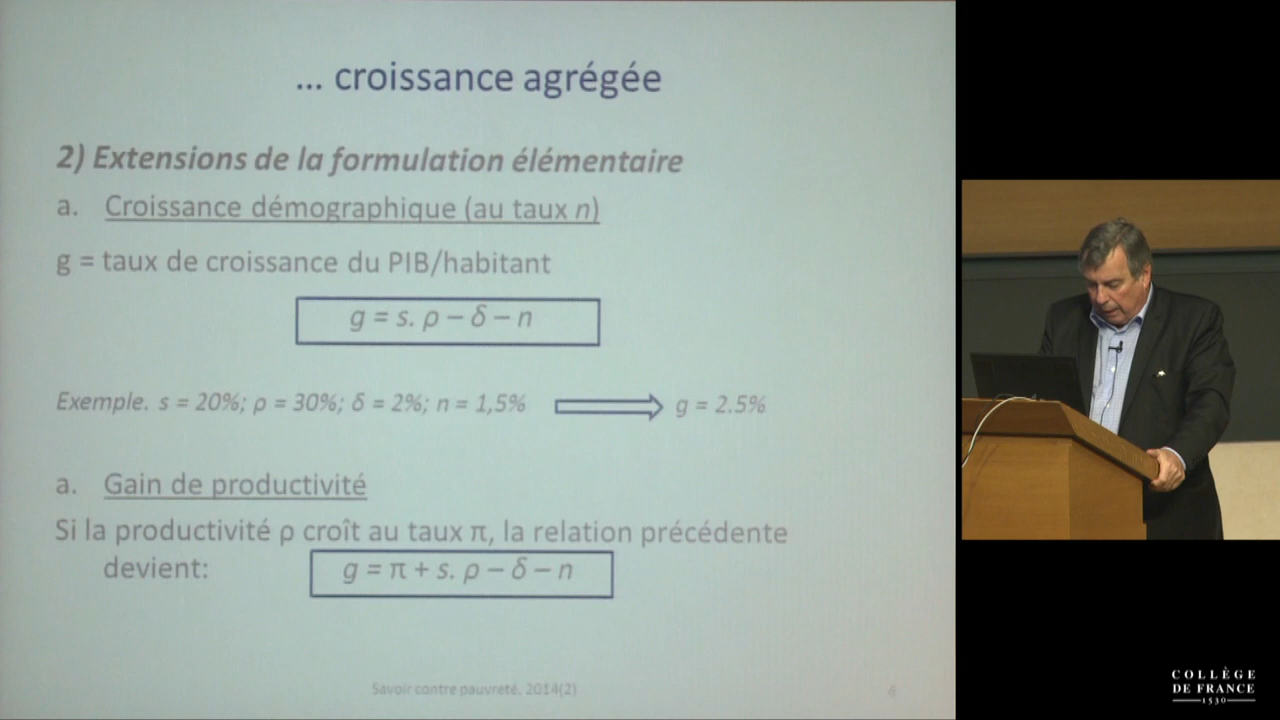 ... croissance agrégée
2) Extensions de la formulation élémentaire
a. Croissance démographique (au taux n)
g = taux de croissance du PIB/habitant
g = s. ρ – δ – n
Exemple. s = 20%; ρ = 30%; δ = 2%; n = 1,5% g = 2.5%
a. Gain de productivité
Si la productivité ρ croît au taux π, la relation précédente
devient: g = π + s. ρ – δ – n
Savoir contre pauvreté, 2014(2) 6
COLLÈGE
DE FRANCE
1530